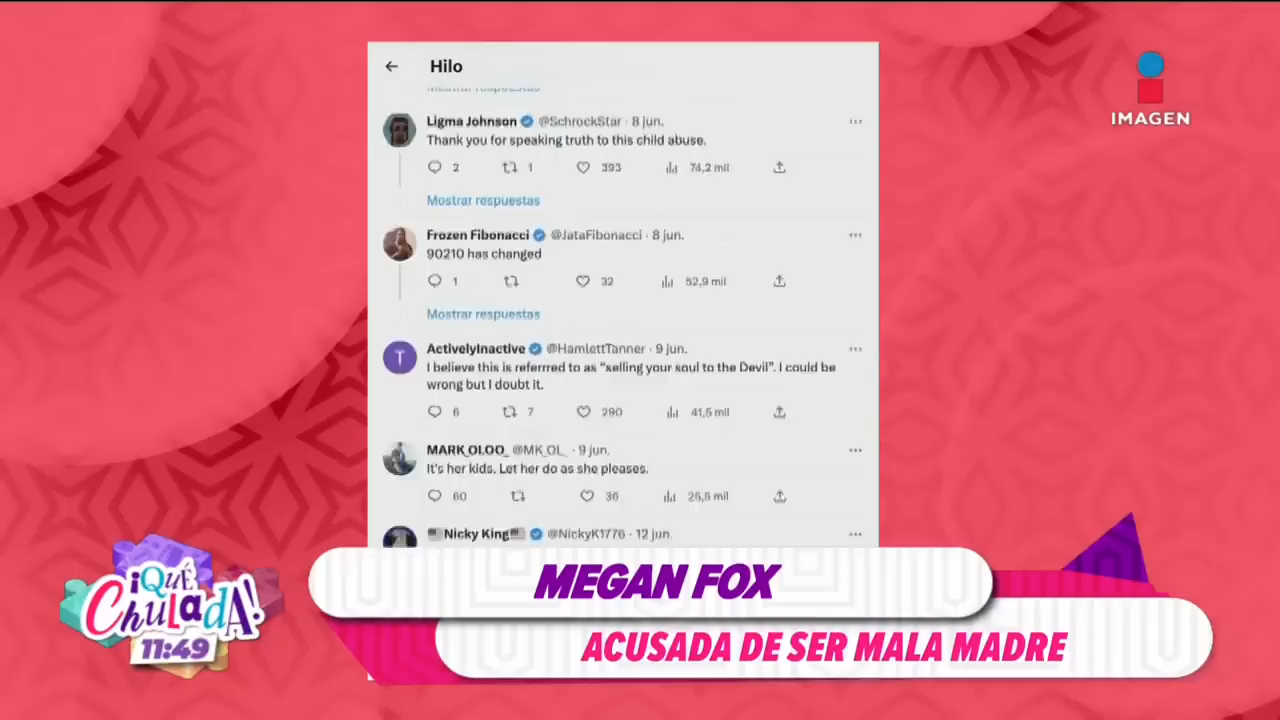 Hilo
Mostrar respuestas
Ligma Johnson @SchrockStar · 8 jun.
Thank you for speaking truth to this child abuse.
2 1 393 74,2 mil
Mostrar respuestas
Frozen Fibonacci @JataFibonacci · 8 jun.
90210 has changed
1 32 52,9 mil
Mostrar respuestas
T
ActivelyInactive @HamlettTanner · 9 jun.
I believe this is referred to as “selling your soul to the Devil”. I could be
wrong but I doubt it.
6 7 290 41,5 mil
MARK_OLOO_ @MK_OL_ · 9 jun.
It's her kids. Let her do as she pleases.
60 36 26,5 mil
Nicky King @NickyK1776 · 12 jun.
IMAGEN
¡QUÉ
CHULADA!
11:49
MEGAN FOX
ACUSADA DE SER MALA MADRE